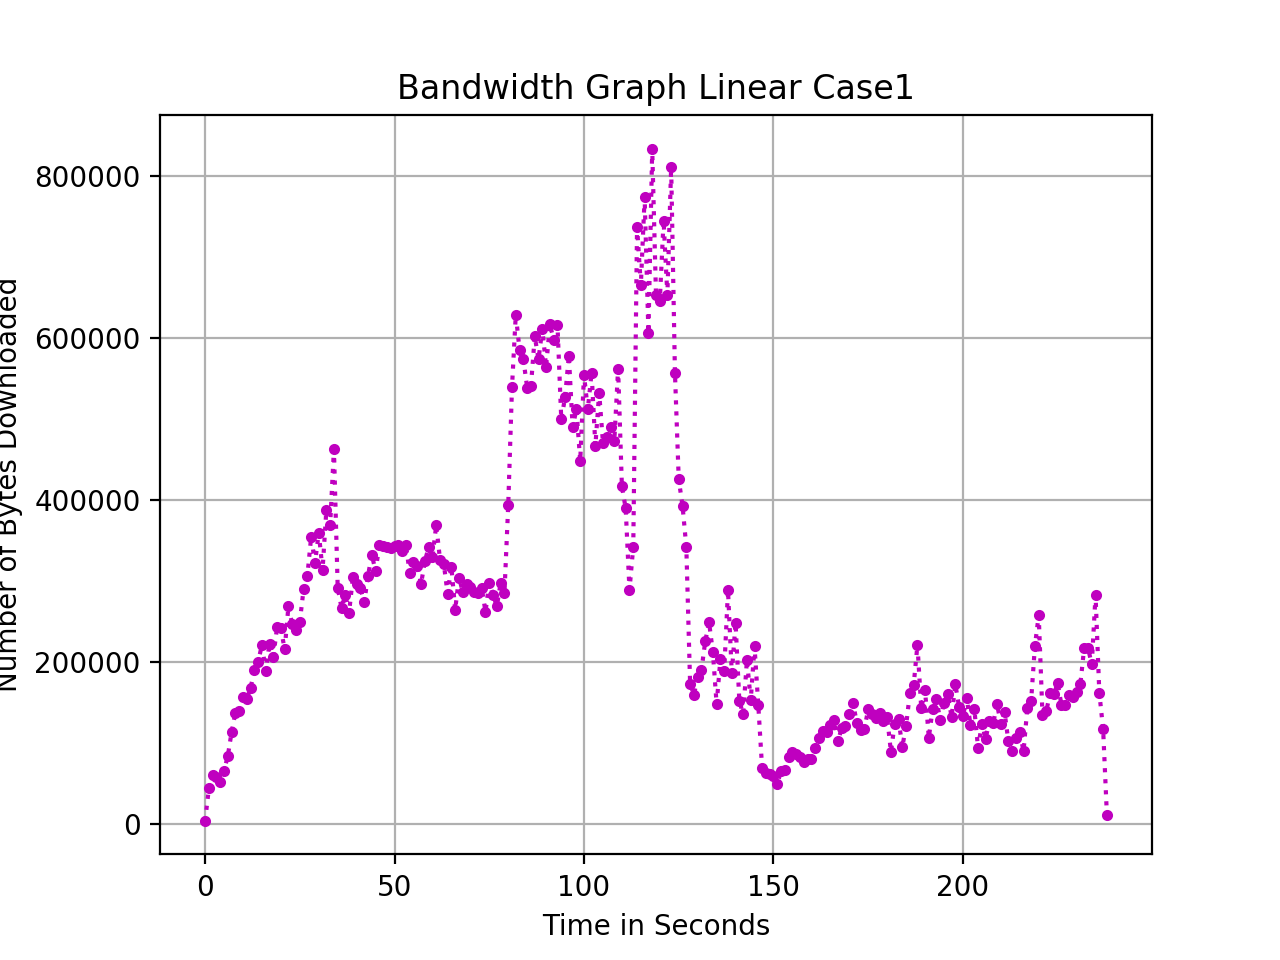 Bandwidth Graph Linear Case1
Number of Bytes Downloaded
800000
600000
400000
200000
0
0 50 100 150 200
Time in Seconds